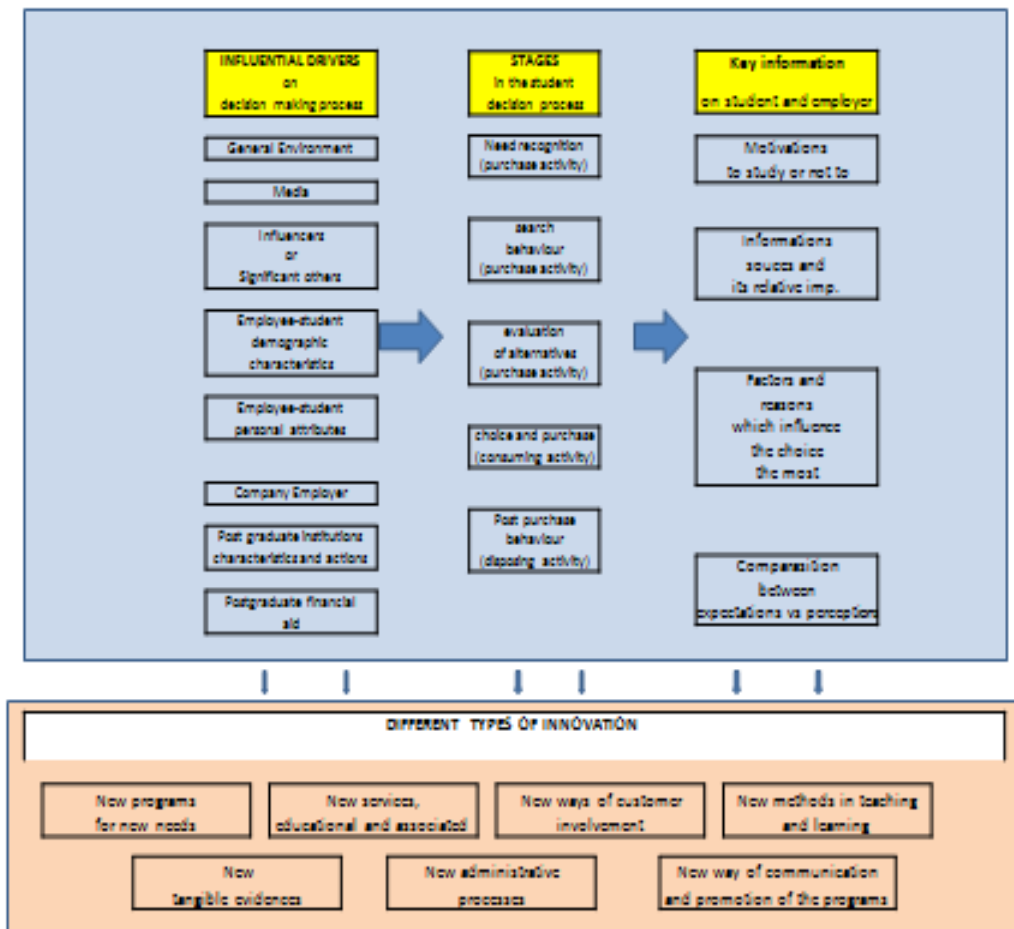 INFLUENTIAL DRIVERS
on
decision making process
General Environment
Media
Influencers
or
Significant others
Employee-student
demographic
characteristics
Employee-student
personal attributes
Company Employer
Post graduate institutions
characteristics and actions
Postgraduate financial
aid
STAGES
in the student
decision process
Need recognition
(purchase activity)
search
behaviour
(purchase activity)
evaluation
of alternatives
(purchase activity)
choice and purchase
(consuming activity)
Post purchase
behaviour
(disposing activity)
Key information
on student and employer
Motivations
to study or not to
Informations
souces and
its relative imp.
Factors and
reasons
which influence
the choice
the most
Comparasition
between
expectations vs perception
DIFFERENT TYPES OF INNOVATION
New programs
for new needs
New services,
educational and associated
New ways of customer
involvement
New methods in teaching
and learning
New
tangible evidences
New administrative
processes
New way of communication
and promotion of the programs